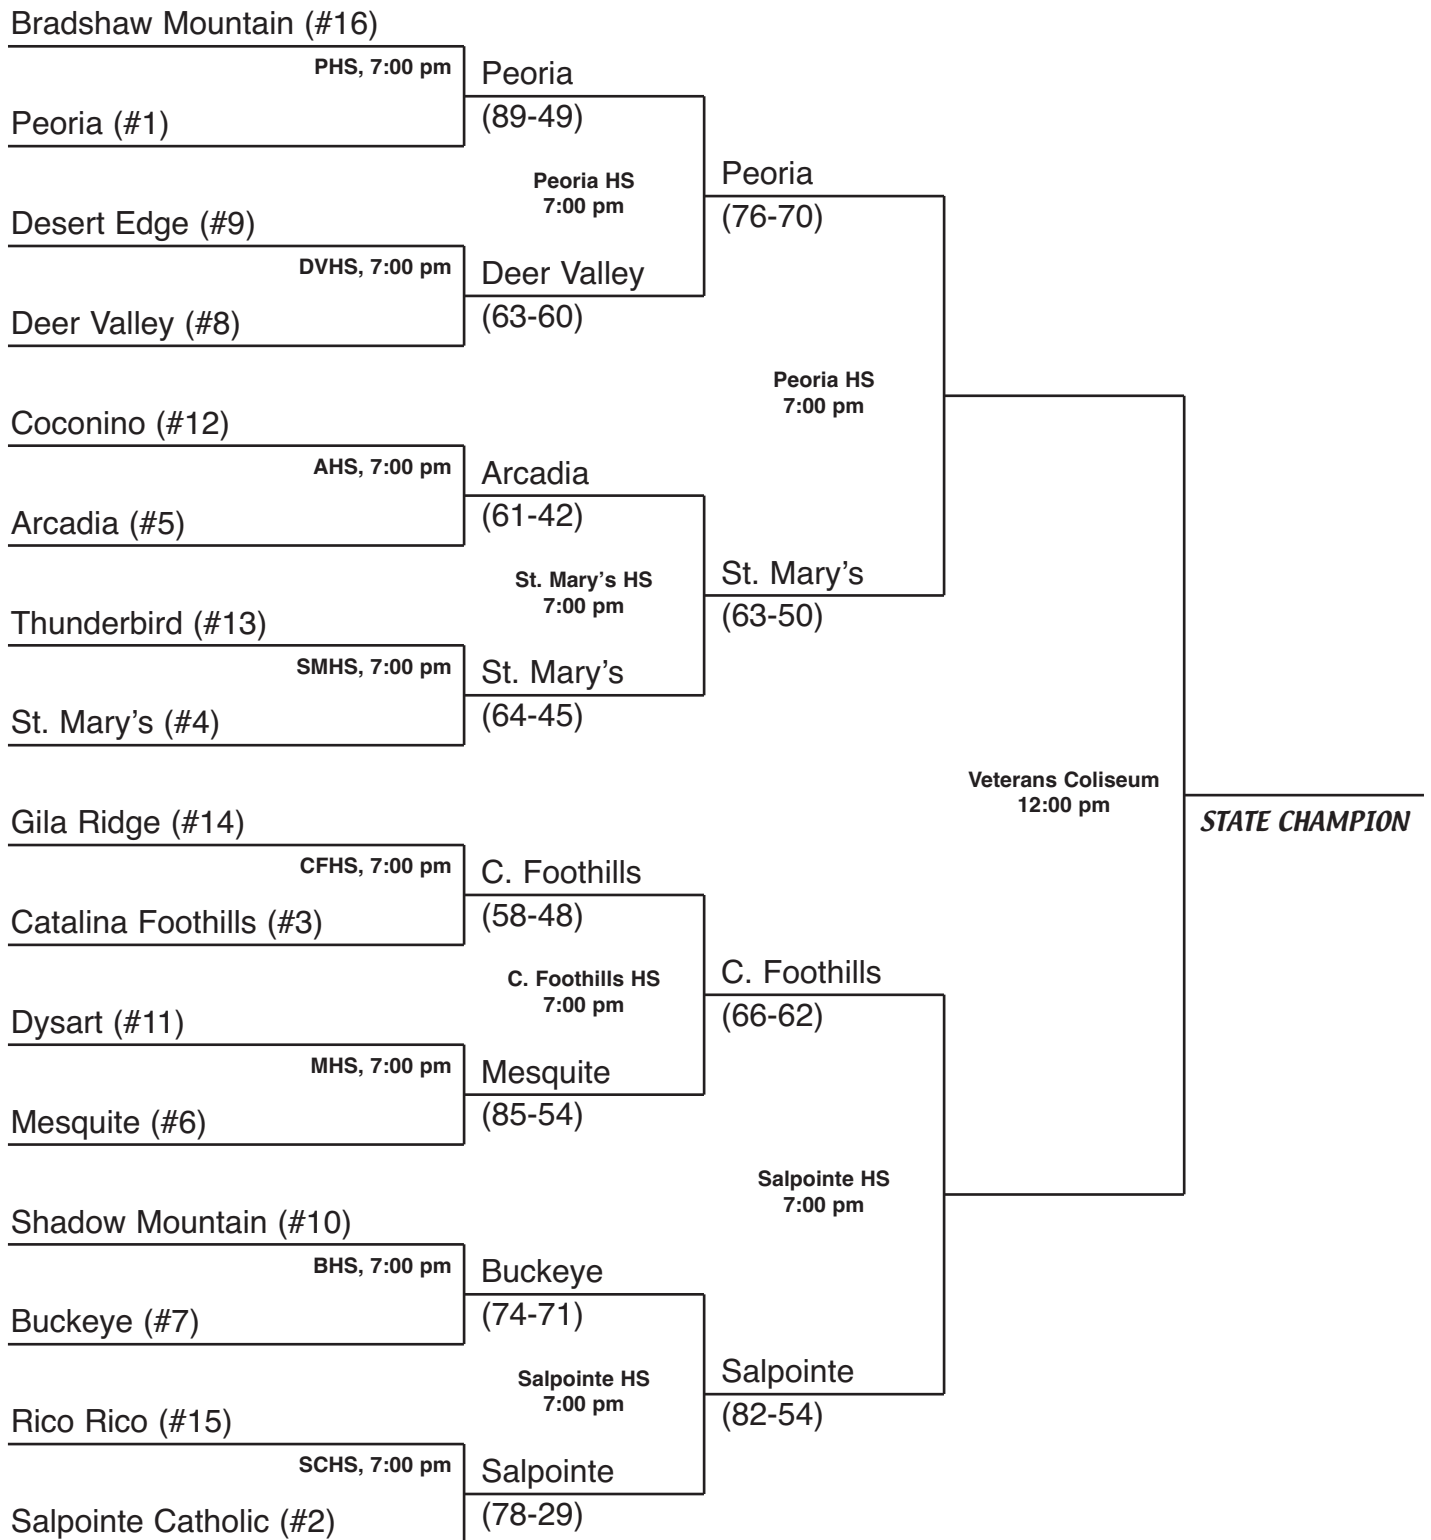 Bradshaw Mountain (#16)
PHS, 7:00 pm
Peoria (#1)
Desert Edge (#9)
DVHS, 7:00 pm
Deer Valley (#8)
Coconino (#12)
AHS, 7:00 pm
Arcadia (#5)
Thunderbird (#13)
SMHS, 7:00 pm
St. Mary’s (#4)
Gila Ridge (#14)
CFHS, 7:00 pm
Catalina Foothills (#3)
Dysart (#11)
MHS, 7:00 pm
Mesquite (#6)
Shadow Mountain (#10)
BHS, 7:00 pm
Buckeye (#7)
Rico Rico (#15)
SCHS, 7:00 pm
Salpointe Catholic (#2)
Peoria
(89-49)
Peoria HS
7:00 pm
Deer Valley
(63-60)
Arcadia
(61-42)
St. Mary’s HS
7:00 pm
St. Mary’s
(64-45)
C. Foothills
(58-48)
C. Foothills HS
7:00 pm
Mesquite
(85-54)
Buckeye
(74-71)
Salpointe HS
7:00 pm
Salpointe
(78-29)
Peoria
(76-70)
Peoria HS
7:00 pm
St. Mary’s
(63-50)
C. Foothills
(66-62)
Salpointe HS
7:00 pm
Salpointe
(82-54)
Veterans Coliseum
12:00 pm
STATE CHAMPION